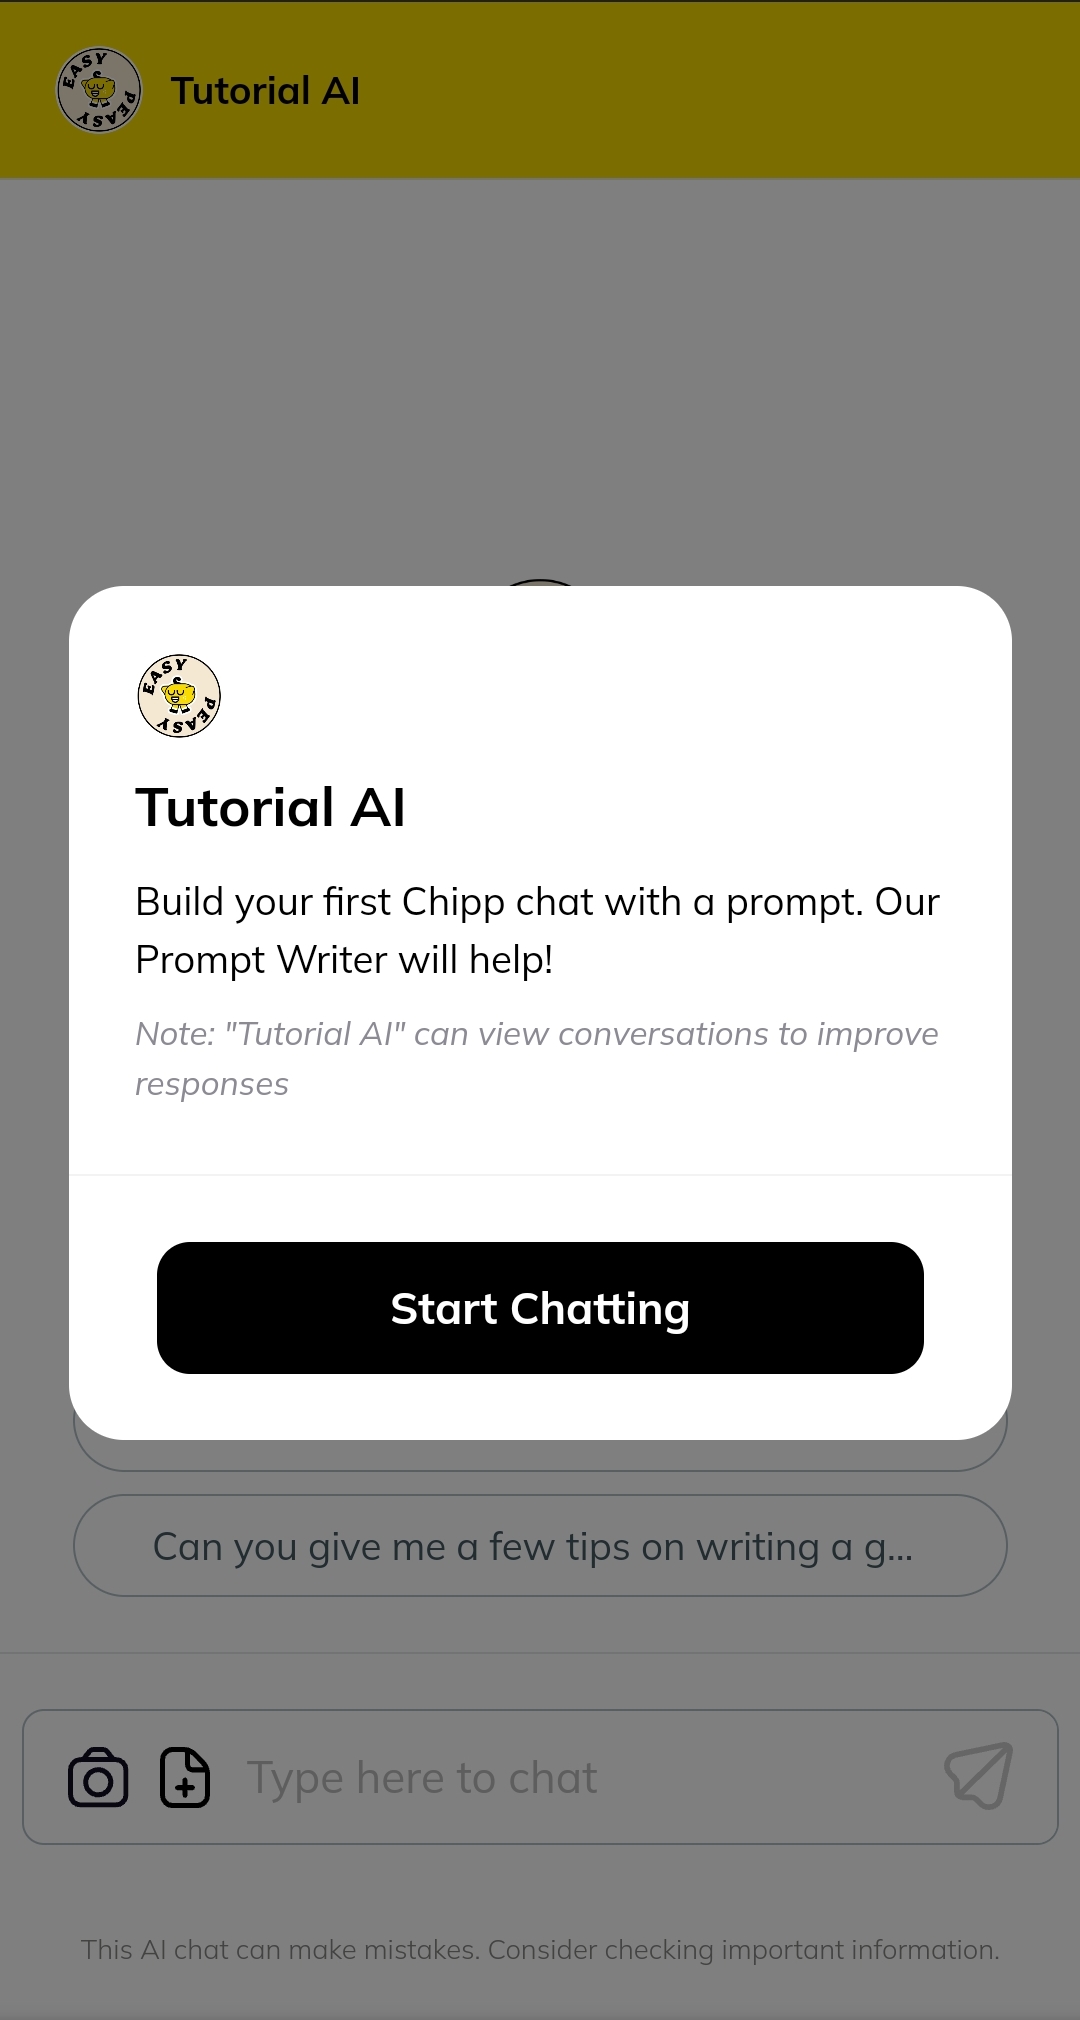 EASY PEASY
Tutorial AI
EASY PEASY
Tutorial AI
Build your first Chipp chat with a prompt. Our
Prompt Writer will help!
Note: "Tutorial AI" can view conversations to improve
responses
Start Chatting
Can you give me a few tips on writing a g...
Type here to chat
This AI chat can make mistakes. Consider checking important information.